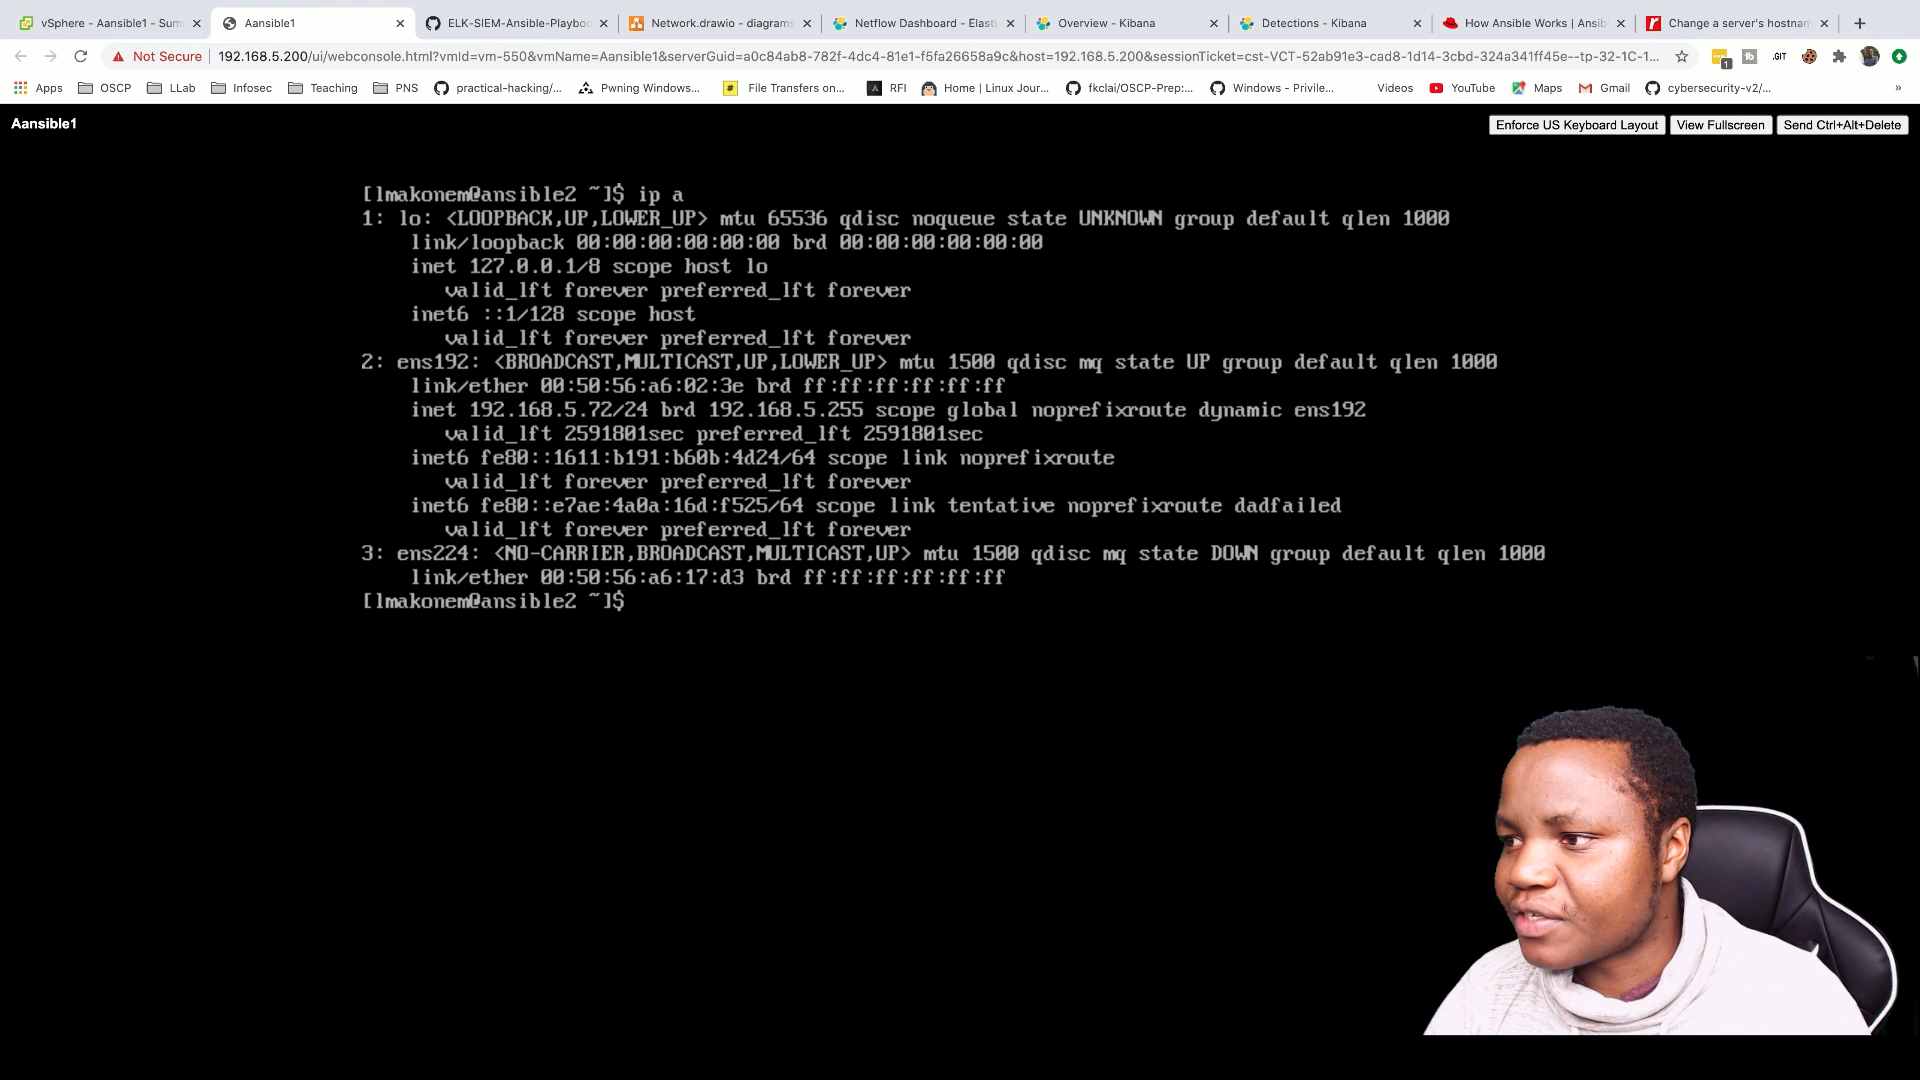 vSphere - Aansible1 - Sum
Aansible1
ELK-SIEM-Ansible-Playboo
Network.drawio - diagrams
Netflow Dashboard - Elasti
Overview - Kibana
Detections - Kibana
How Ansible Works | Ansib
Change a server's hostnam
Not Secure
192.168.5.200/ui/webconsole.html?vmId=vm-550&vmName=Aansible1&serverGuid=a0c84ab8-782f-4dc4-81e1-f5fa26658a9c&host=192.168.5.200&sessionTicket=cst-VCT-52ab91e3-cad8-1d14-3cbd-324a341ff45e--tp-32-1C-1...
1
.GIT
Apps
OSCP
LLab
Infosec
Teaching
PNS
practical-hacking/...
Pwning Windows...
File Transfers on...
RFI
Home | Linux Jour...
fkclai/OSCP-Prep:...
Windows - Privile...
Videos
YouTube
Maps
Gmail
cybersecurity-v2/...
»
Aansible1
Enforce US Keyboard Layout
View Fullscreen
Send Ctrl+Alt+Delete
[lmakonem@ansible2 ~]$ ip a
1: lo: <LOOPBACK,UP,LOWER_UP> mtu 65536 qdisc noqueue state UNKNOWN group default qlen 1000
link/loopback 00:00:00:00:00:00 brd 00:00:00:00:00:00
inet 127.0.0.1/8 scope host lo
valid_lft forever preferred_lft forever
inet6 ::1/128 scope host
valid_lft forever preferred_lft forever
2: ens192: <BROADCAST,MULTICAST,UP,LOWER_UP> mtu 1500 qdisc mq state UP group default qlen 1000
link/ether 00:50:56:a6:02:3e brd ff:ff:ff:ff:ff:ff
inet 192.168.5.72/24 brd 192.168.5.255 scope global noprefixroute dynamic ens192
valid_lft 2591801sec preferred_lft 2591801sec
inet6 fe80::1611:b191:b60b:4d24/64 scope link noprefixroute
valid_lft forever preferred_lft forever
inet6 fe80::e7ae:4a0a:16d:f525/64 scope link tentative noprefixroute dadfailed
valid_lft forever preferred_lft forever
3: ens224: <NO-CARRIER,BROADCAST,MULTICAST,UP> mtu 1500 qdisc mq state DOWN group default qlen 1000
link/ether 00:50:56:a6:17:d3 brd ff:ff:ff:ff:ff:ff
[lmakonem@ansible2 ~]$